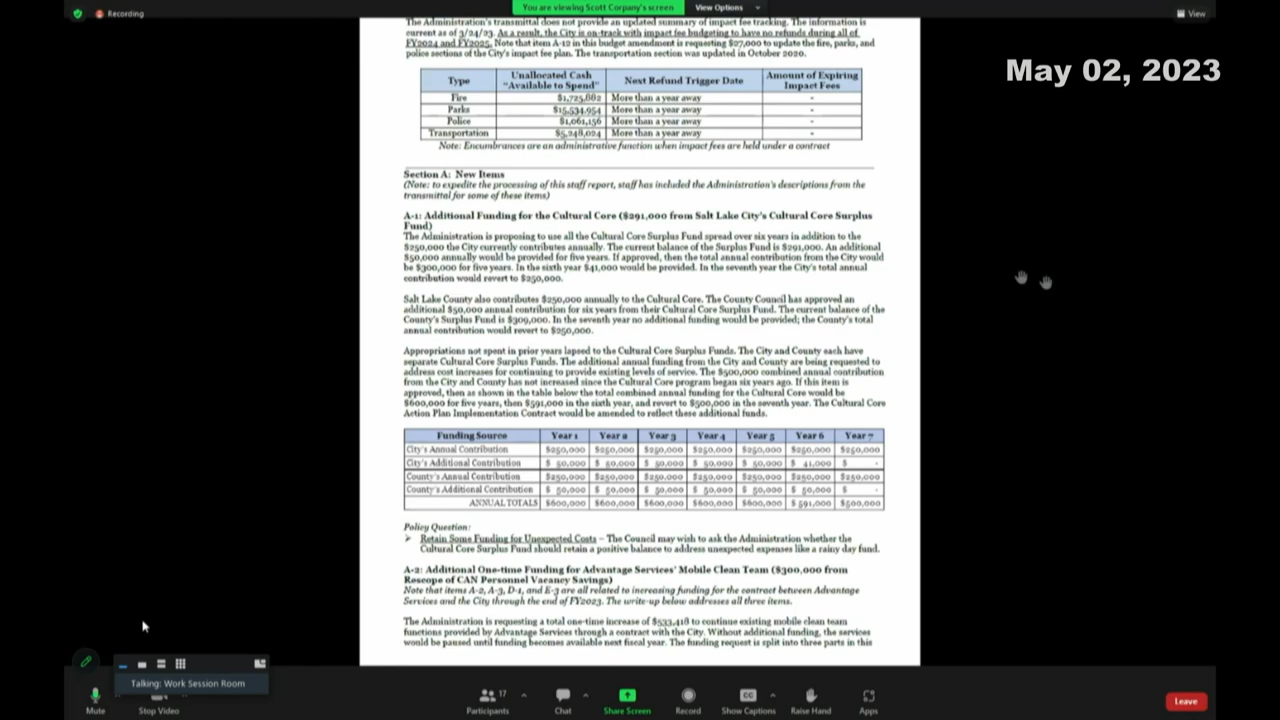 Recording
You are viewing Scott Corpany's screen
View Options
View
May 02, 2023
The Administration's transmittal does not provide an updated summary of impact fee tracking. The information is
current as of 3/24/23. As a result, the City is on-track with impact fee budgeting to have no refunds during all of
FY2024 and FY2025. Note that item A-12 in this budget amendment is requesting $27,000 to update the fire, parks, and
police sections of the City's impact fee plan. The transportation section was updated in October 2020.
Type Unallocated Cash "Available to Spend" Next Refund Trigger Date Amount of Expiring Impact Fees
Fire $1,725,662 More than a year away -
Parks $15,534,954 More than a year away -
Police $1,061,156 More than a year away -
Transportation $5,248,024 More than a year away -
Note: Encumbrances are an administrative function when impact fees are held under a contract
Section A: New Items
(Note: to expedite the processing of this staff report, staff has included the Administration's descriptions from the
transmittal for some of these items)
A-1: Additional Funding for the Cultural Core ($291,000 from Salt Lake City's Cultural Core Surplus
Fund)
The Administration is proposing to use all the Cultural Core Surplus Fund spread over six years in addition to the
$250,000 the City currently contributes annually. The current balance of the Surplus Fund is $291,000. An additional
$50,000 annually would be provided for five years. If approved, then the total annual contribution from the City would
be $300,000 for five years. In the sixth year $41,000 would be provided. In the seventh year the City's total annual
contribution would revert to $250,000.
Salt Lake County also contributes $250,000 annually to the Cultural Core. The County Council has approved an
additional $50,000 annual contribution for six years from their Cultural Core Surplus Fund. The current balance of the
County's Surplus Fund is $309,000. In the seventh year no additional funding would be provided; the County's total
annual contribution would revert to $250,000.
Appropriations not spent in prior years lapsed to the Cultural Core Surplus Funds. The City and County each have
separate Cultural Core Surplus Funds. The additional annual funding from the City and County are being requested to
address cost increases for continuing to provide existing levels of service. The $500,000 combined annual contribution
from the City and County has not increased since the Cultural Core program began six years ago. If this item is
approved, then as shown in the table below the total combined annual funding for the Cultural Core would be
$600,000 for five years, then $591,000 in the sixth year, and revert to $500,000 in the seventh year. The Cultural Core
Action Plan Implementation Contract would be amended to reflect these additional funds.
Funding Source Year 1 Year 2 Year 3 Year 4 Year 5 Year 6 Year 7
City's Annual Contribution $250,000 $250,000 $250,000 $250,000 $250,000 $250,000 $250,000
City's Additional Contribution $ 50,000 $ 50,000 $ 50,000 $ 50,000 $ 50,000 $ 41,000 $ -
County's Annual Contribution $250,000 $250,000 $250,000 $250,000 $250,000 $250,000 $250,000
County's Additional Contribution $ 50,000 $ 50,000 $ 50,000 $ 50,000 $ 50,000 $ 50,000 $ -
ANNUAL TOTALS $600,000 $600,000 $600,000 $600,000 $600,000 $ 591,000 $500,000
Policy Question:
➢ Retain Some Funding for Unexpected Costs – The Council may wish to ask the Administration whether the
Cultural Core Surplus Fund should retain a positive balance to address unexpected expenses like a rainy day fund.
A-2: Additional One-time Funding for Advantage Services' Mobile Clean Team ($300,000 from
Rescope of CAN Personnel Vacancy Savings)
Note that items A-2, A-3, D-1, and E-3 are all related to increasing funding for the contract between Advantage
Services and the City through the end of FY2023. The write-up below addresses all three items.
The Administration is requesting a total one-time increase of $533,418 to continue existing mobile clean team
functions provided by Advantage Services through a contract with the City. Without additional funding, the services
would be paused until funding becomes available next fiscal year. The funding request is split into three parts in this
Talking: Work Session Room
Mute
Stop Video
Participants 17
Chat
Share Screen
Record
CC
Show Captions
Raise Hand
Apps
Leave